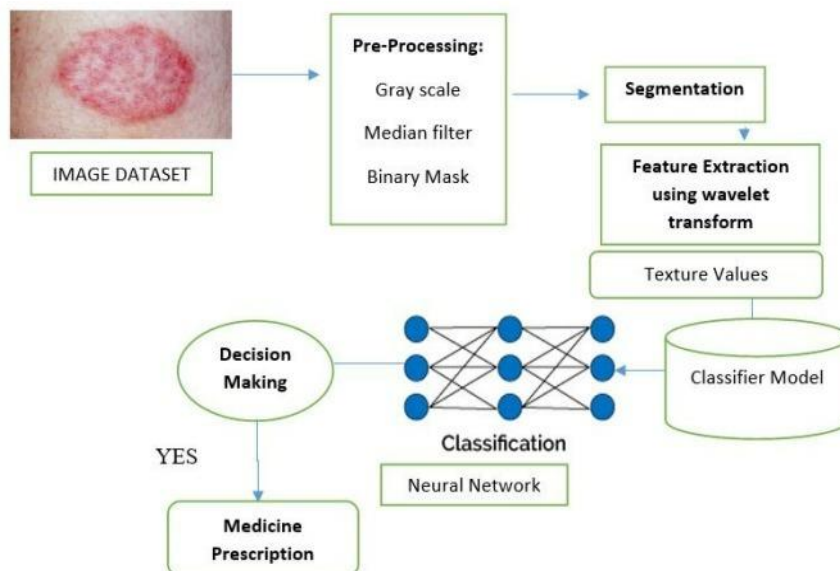 IMAGE DATASET
Pre-Processing:
Gray scale
Median filter
Binary Mask
Segmentation
Feature Extraction
using wavelet
transform
Texture Values
Classifier Model
Classification
Neural Network
Decision
Making
YES
Medicine
Prescription